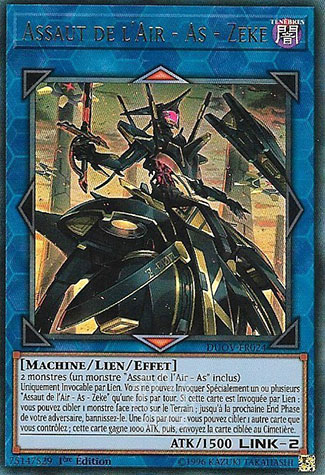 ASSAUT DE L'AIR - AS - ZEKE
TÉNÈBRES
闇
DUOV-FR024
[MACHINE/LIEN/EFFET]
2 monstres (un monstre "Assaut de l'Air - As" inclus)
Uniquement Invocable par Lien. Vous ne pouvez Invoquer Spécialement un ou plusieurs
"Assaut de l'Air - As - Zeke" qu'une fois par tour. Si cette carte est Invoquée par Lien :
vous pouvez cibler 1 monstre face recto sur le Terrain ; jusqu'à la prochaine End Phase
de votre adversaire, bannissez-le. Une fois par tour : vous pouvez cibler 1 autre carte que
vous contrôlez ; cette carte gagne 800 ATK, puis, envoyez la carte ciblée au Cimetière.
ATK/1500 LINK-2
1st Edition
©1996 KAZUKI TAKAHASHI